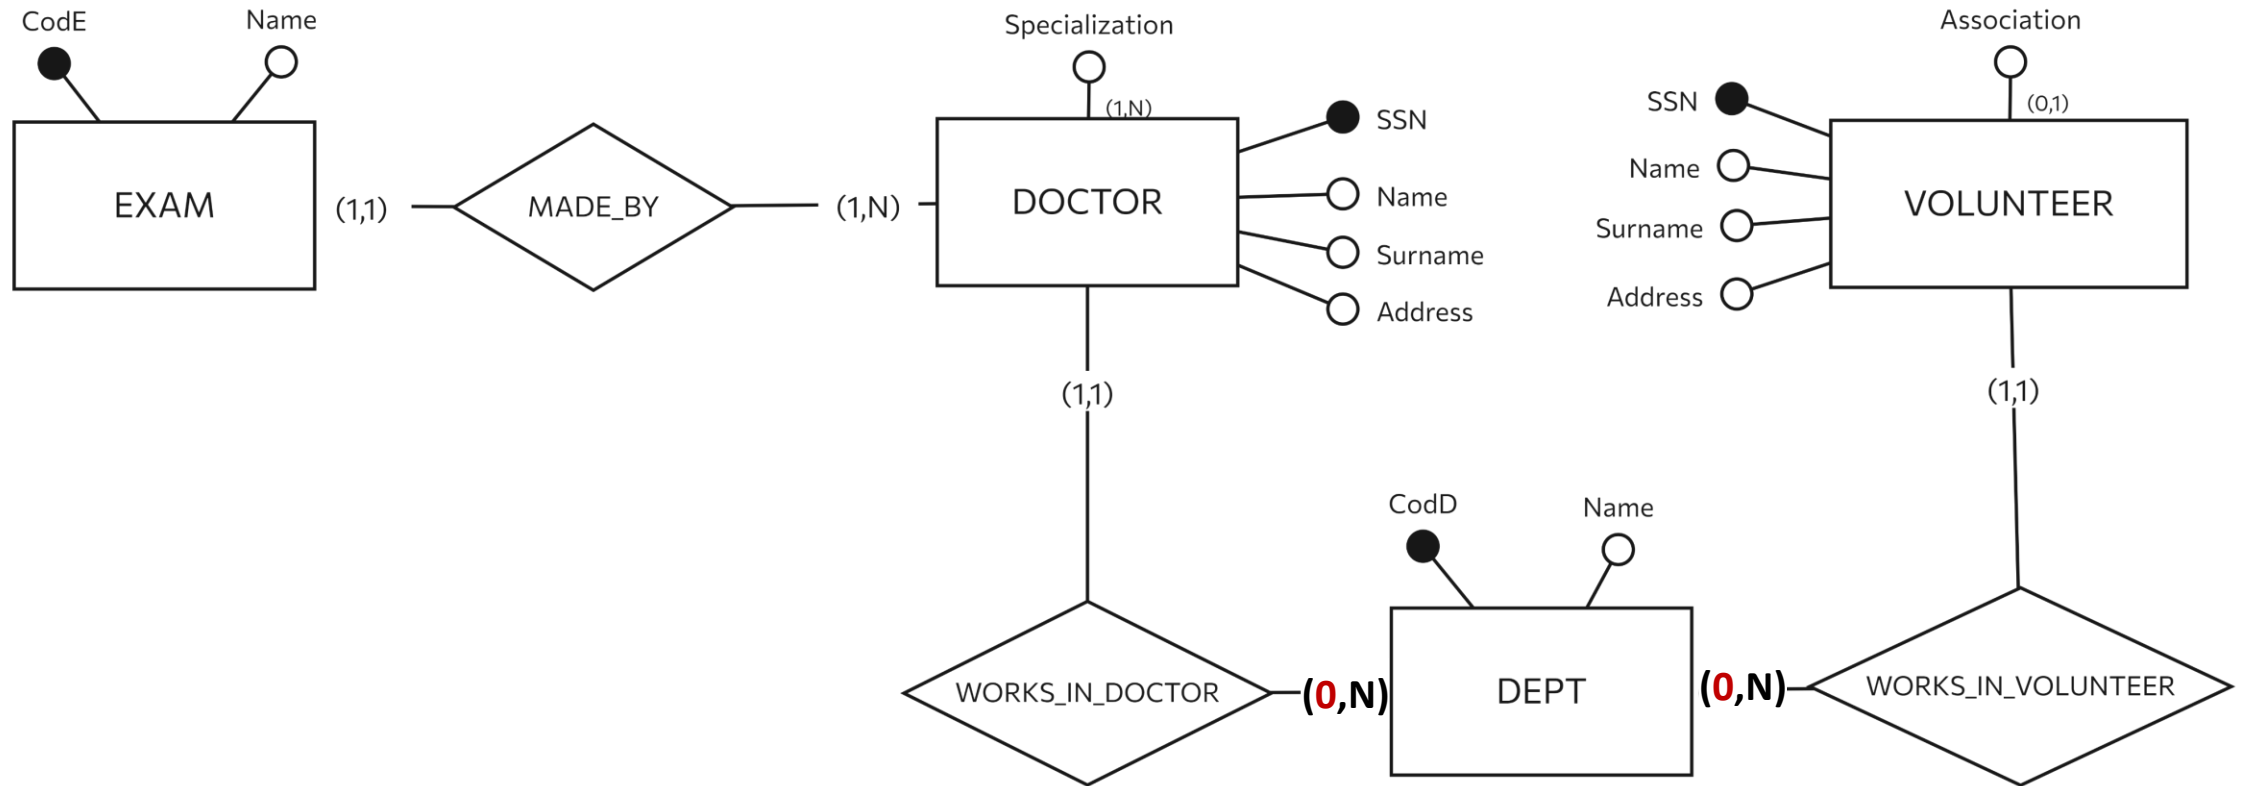 CodE
Name
EXAM
(1,1)
MADE_BY
(1,N)
Specialization
(1,N)
DOCTOR
SSN
Name
Surname
Address
Association
(0,1)
SSN
Name
Surname
Address
VOLUNTEER
(1,1)
(1,1)
CodD
Name
WORKS_IN_DOCTOR
(0,N)
DEPT
(0,N)
WORKS_IN_VOLUNTEER